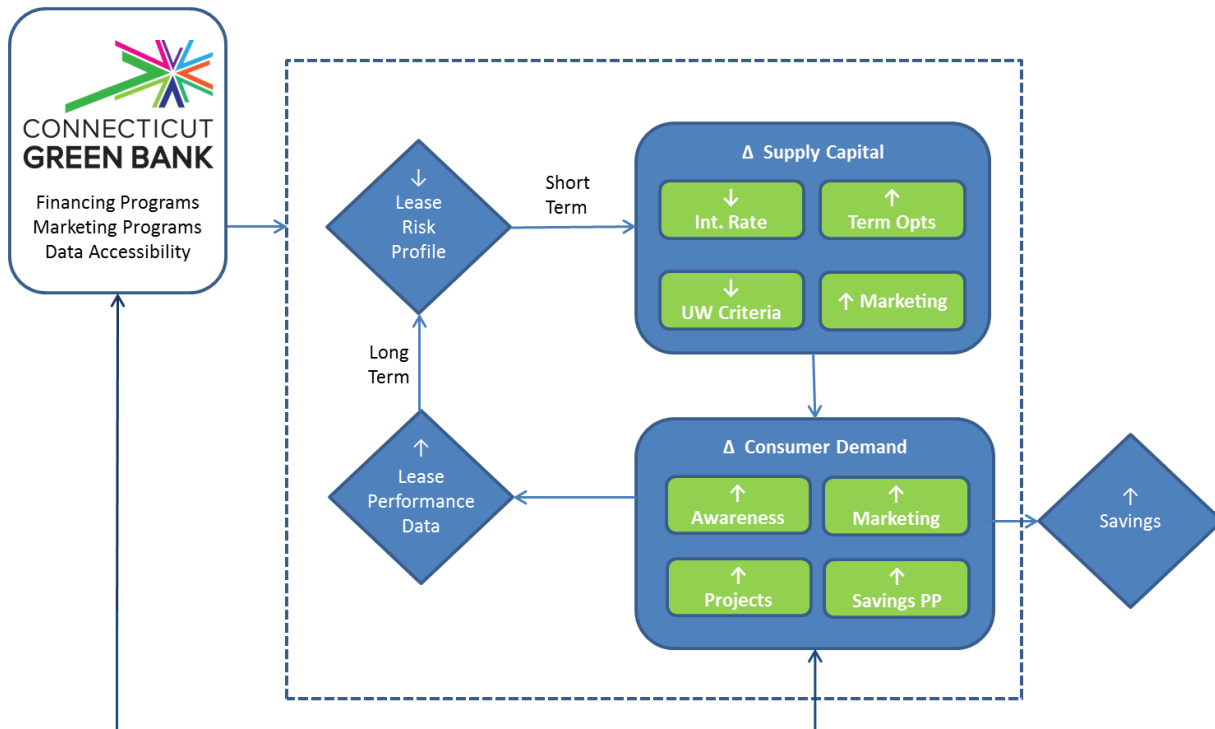 CONNECTICUT
GREEN BANK
Financing Programs
Marketing Programs
Data Accessibility
↓
Lease
Risk
Profile
Short
Term
Δ Supply Capital
↓
Int. Rate
↑
Term Opts
↓
UW Criteria
↑ Marketing
Long
Term
↑
Lease
Performance
Data
Δ Consumer Demand
↑
Awareness
↑
Marketing
↑
Projects
↑
Savings PP
↑
Savings